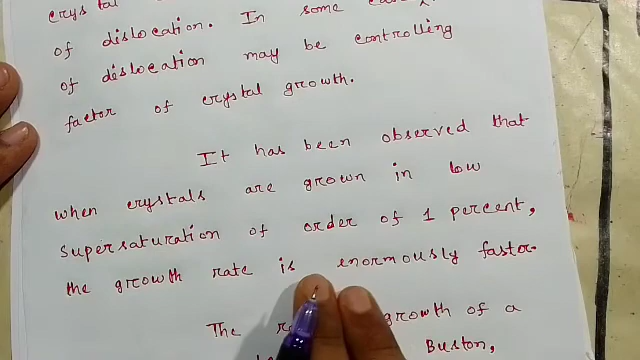 crystal
of dislocation. In some
of dislocation may be controlling
factor of crystal growth.
It has been observed that
when crystals are grown in low
supersaturation of order of 1 percent,
the growth rate is enormously faster.
The growth of a
Buston,